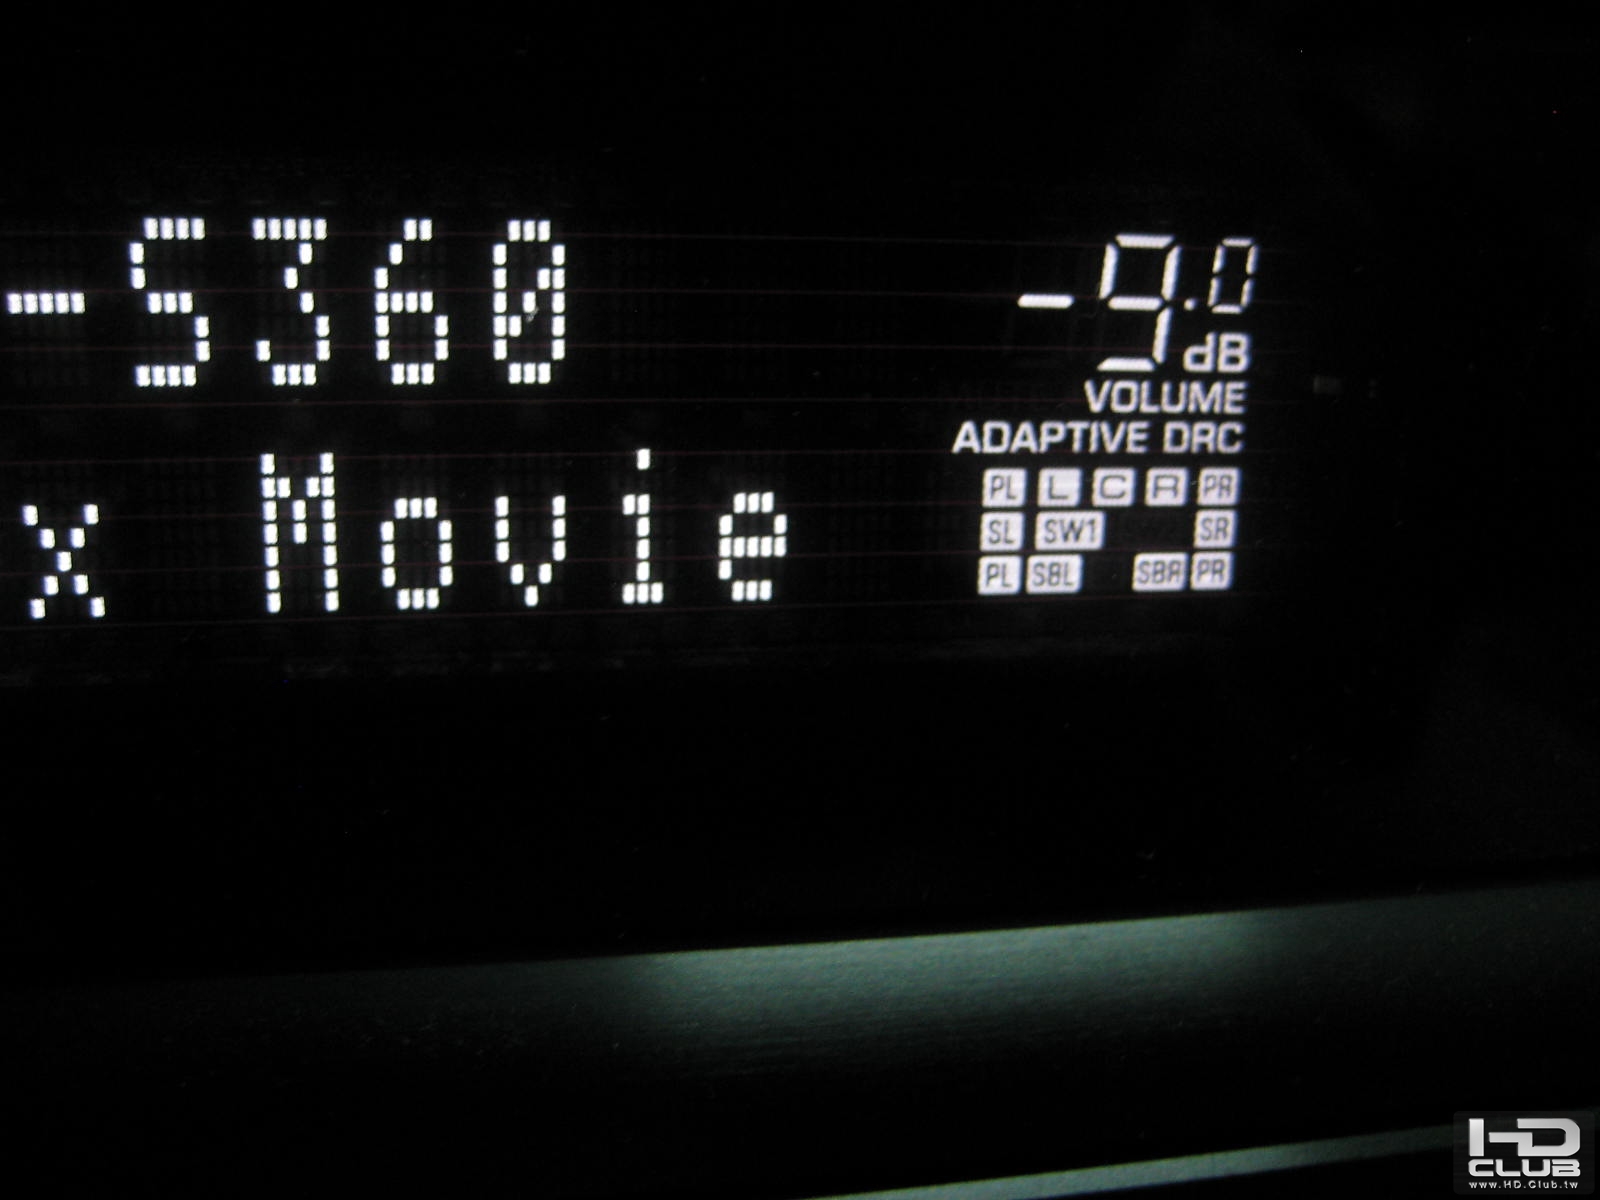 -S360
-9.0
dB
VOLUME
ADAPTIVE DRC
x Movie
PL L C R PR
SL SW1 SR
PL SBL SBR PR
HD
CLUB
www.HD.Club.tw